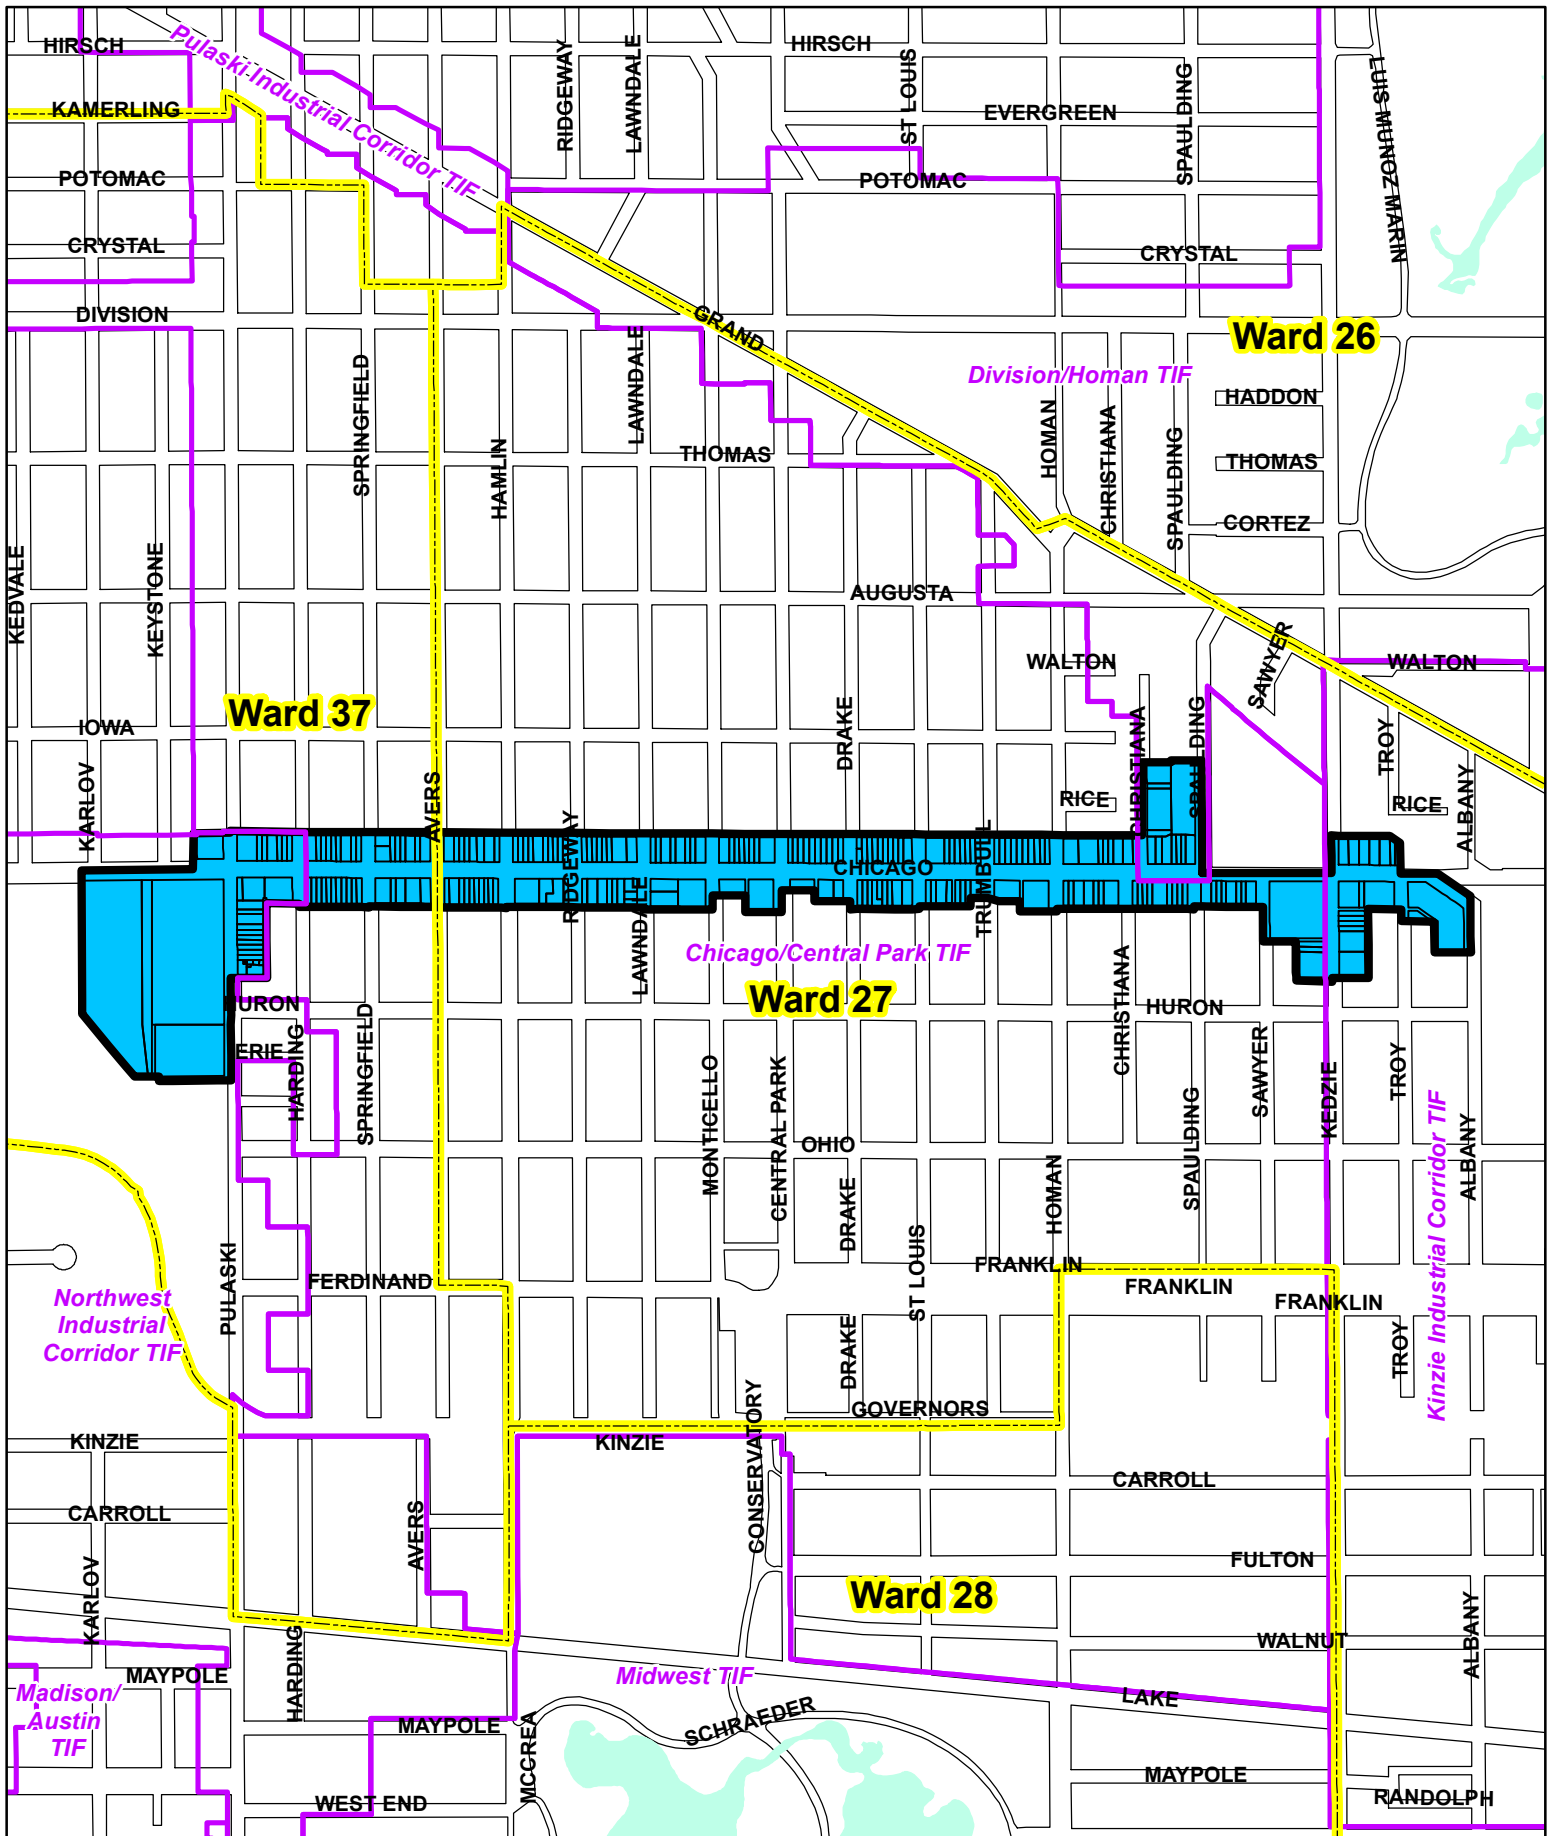 HIRSCH
Pulaski Industrial Corridor TIF
RIDGEWAY
LAWNDALE
HIRSCH
ST LOUIS
EVERGREEN
SPAULDING
LUIS MUNOZ MARIN
KAMERLING
POTOMAC
POTOMAC
CRYSTAL
CRYSTAL
DIVISION
GRAND
Ward 26
SPRINGFIELD
LAWNDALE
Division/Homan TIF
HADDON
HAMLIN
THOMAS
HOMAN
CHRISTIANA
SPAULDING
THOMAS
CORTEZ
KEDVALE
KEYSTONE
AUGUSTA
WALTON
SAWYER
WALTON
Ward 37
IOWA
DRAKE
CHRISTIANA
SPAULDING
TROY
KARLOV
AVERS
RICE
RICE
ALBANY
RIDGEWAY
CHICAGO
TRUMBULL
LAWNDALE
Chicago/Central Park TIF
Ward 27
HURON
CHRISTIANA
HURON
ERIE
HARDING
SPRINGFIELD
MONTICELLO
CENTRAL PARK
SAWYER
KEDZIE
TROY
OHIO
SPAULDING
ALBANY
Kinzie Industrial Corridor TIF
DRAKE
HOMAN
PULASKI
FERDINAND
ST LOUIS
FRANKLIN
FRANKLIN
FRANKLIN
Northwest
Industrial
Corridor TIF
DRAKE
TROY
GOVERNORS
KINZIE
KINZIE
CONSERVATORY
CARROLL
CARROLL
AVERS
FULTON
KARLOV
Ward 28
WALNUT
ALBANY
HARDING
MAYPOLE
Midwest TIF
Madison/
Austin
TIF
LAKE
MAYPOLE
MCCREA
SCHRAEDER
MAYPOLE
WEST END
RANDOLPH